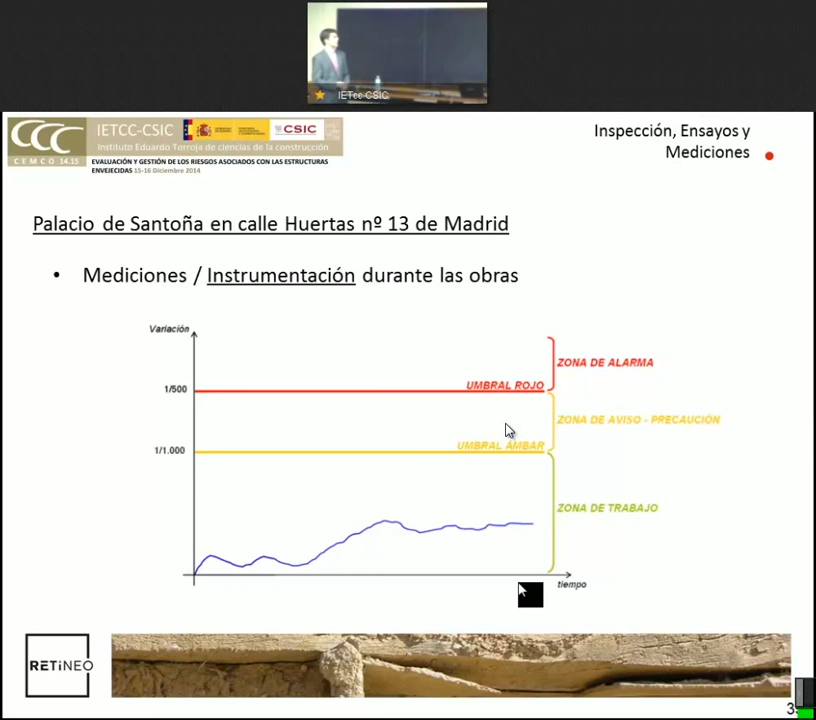 IETcc-CSIC
CCC
CEMCO 14.15
IETCC-CSIC
CSIC
Instituto Eduardo Torroja de ciencias de la construcción
EVALUACIÓN Y GESTIÓN DE LOS RIESGOS ASOCIADOS CON LAS ESTRUCTURAS
ENVEJECIDAS 15-16 Diciembre 2014
Inspección, Ensayos y
Mediciones
Palacio de Santoña en calle Huertas nº 13 de Madrid
• Mediciones / Instrumentación durante las obras
Variación
ZONA DE ALARMA
1/500
UMBRAL ROJO
ZONA DE AVISO - PRECAUCIÓN
1/1.000
UMBRAL AMBAR
ZONA DE TRABAJO
tiempo
RETINEO